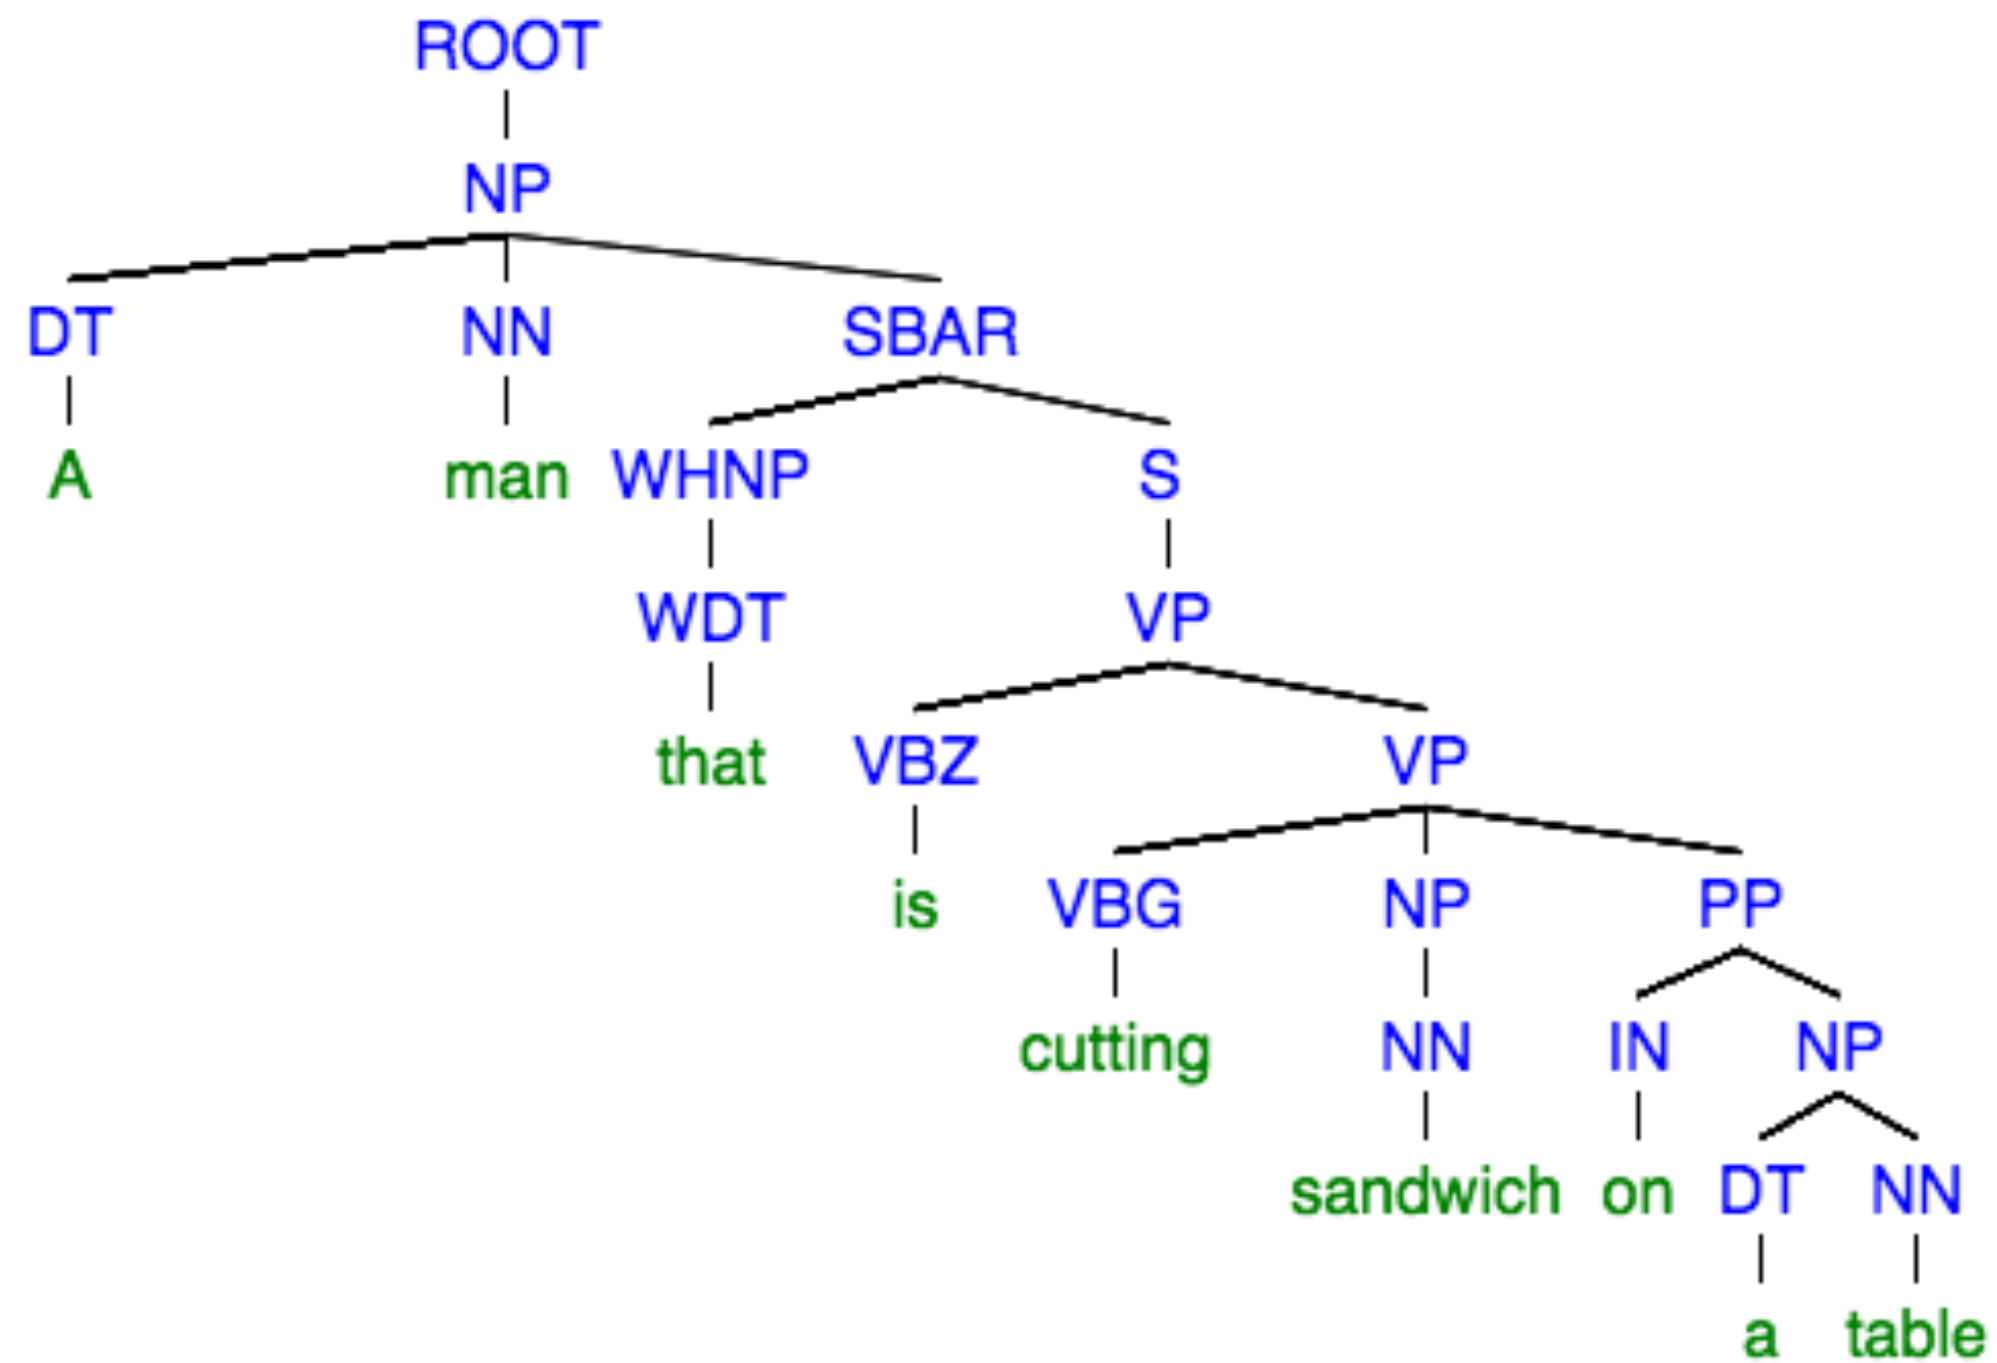 ROOT
NP
DT NN SBAR
A man WHNP S
WDT VP
that VBZ VP
is VBG NP PP
cutting NN IN NP
sandwich on DT NN
a table